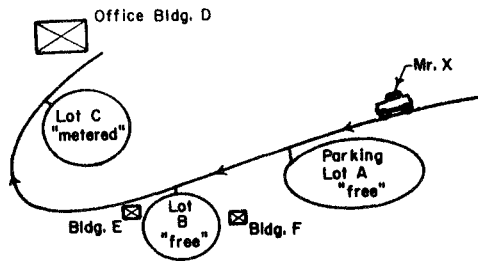 Office Bldg. D
Mr. X
Lot C
"metered"
Parking
Lot A
"free"
Bldg. E
Lot
B
"free"
Bldg. F